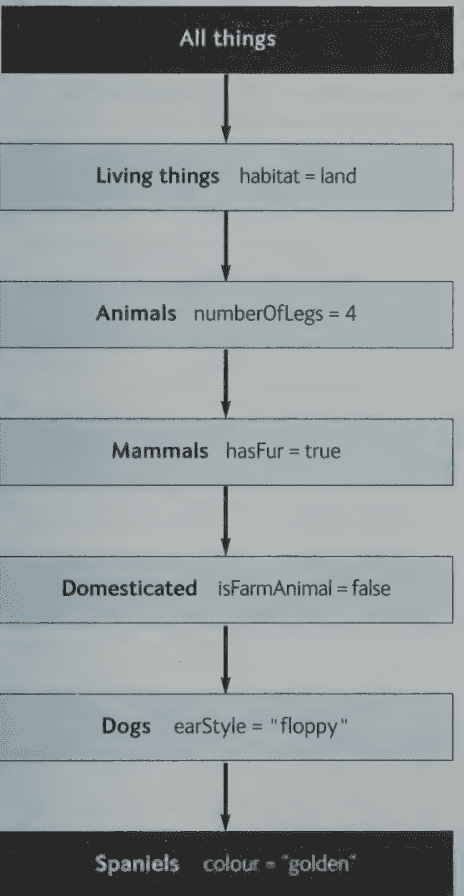 All things
Living things habitat = land
Animals numberOfLegs = 4
Mammals hasFur = true
Domesticated isFarmAnimal = false
Dogs earStyle = "floppy"
Spaniels colour = "golden"